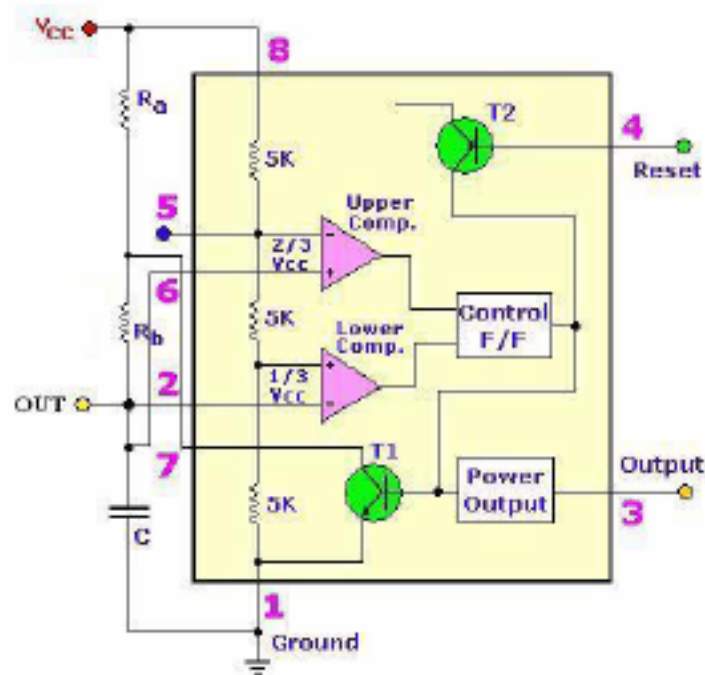 Vcc
8
Ra
T2
4
5K
Reset
5
Upper
Comp.
-
2/3
Vcc
+
6
Control
F/F
5K
Rb
Lower
Comp.
+
2
1/3
Vcc
OUT
-
7
T1
Output
Power
Output
5K
3
C
1
Ground